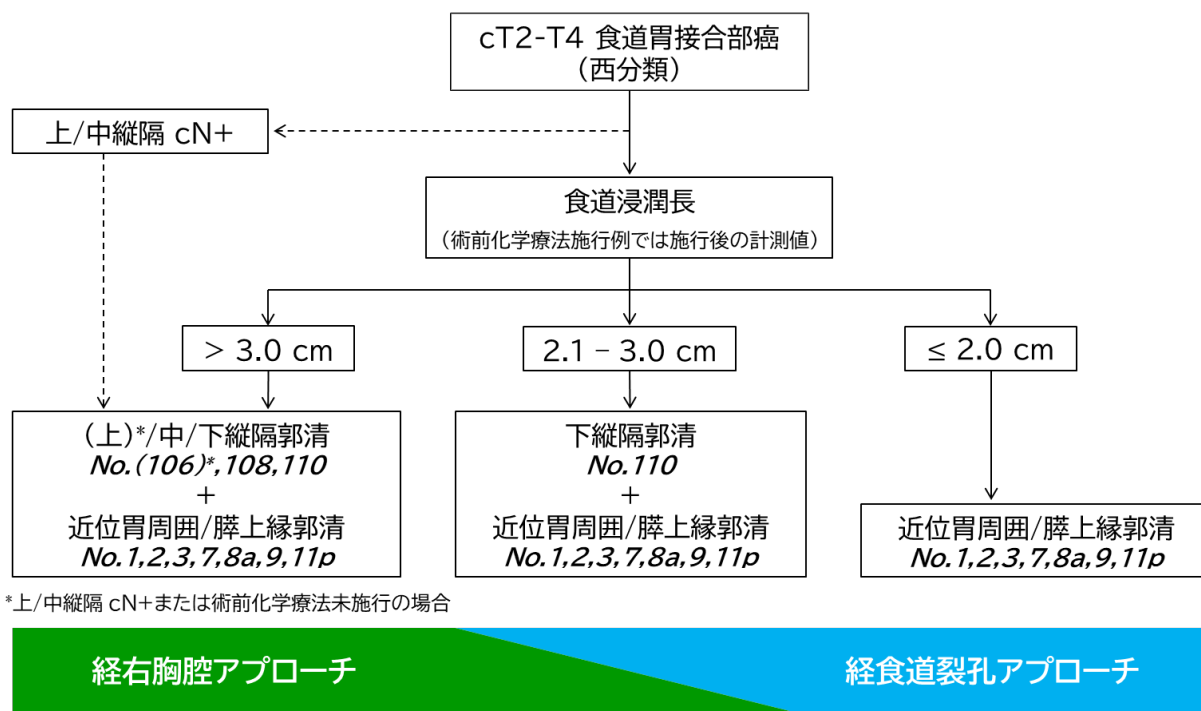 cT2-T4 食道胃接合部癌
（西分類）
上/中縦隔 cN+
食道浸潤長
（術前化学療法施行例では施行後の計測値）
> 3.0 cm
2.1 – 3.0 cm
≤ 2.0 cm
（上）*/中/下縦隔郭清
No.(106)*,108,110
+
近位胃周囲/膵上縁郭清
No.1,2,3,7,8a,9,11p
下縦隔郭清
No.110
+
近位胃周囲/膵上縁郭清
No.1,2,3,7,8a,9,11p
近位胃周囲/膵上縁郭清
No.1,2,3,7,8a,9,11p
*上/中縦隔 cN+または術前化学療法未施行の場合
経右胸腔アプローチ
経食道裂孔アプローチ